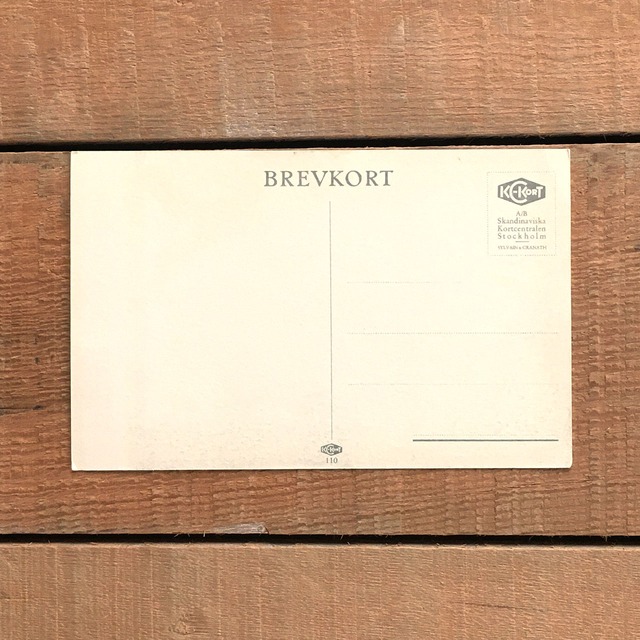 BREVKORT
KC-KORT
A/B
Skandinaviska
Kortcentralen
Stockholm
KC-KORT
110